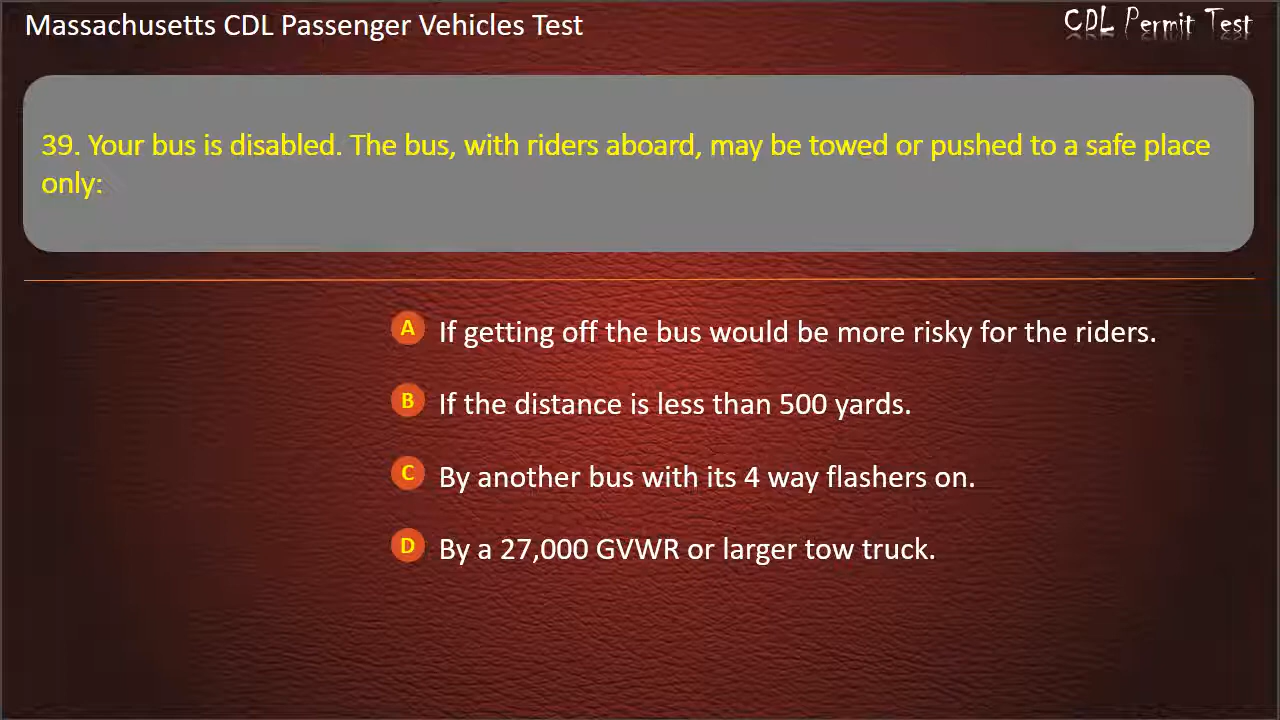 Massachusetts CDL Passenger Vehicles Test
CDL Permit Test
39. Your bus is disabled. The bus, with riders aboard, may be towed or pushed to a safe place
only:
A If getting off the bus would be more risky for the riders.
B If the distance is less than 500 yards.
C By another bus with its 4 way flashers on.
D By a 27,000 GVWR or larger tow truck.